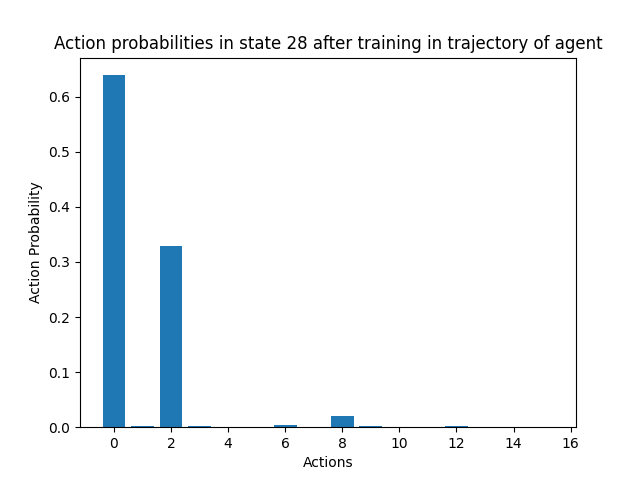 Action probabilities in state 28 after training in trajectory of agent
0.6
0.5
0.4
0.3
0.2
0.1
0.0
Action Probability
0 2 4 6 8 10 12 14 16
Actions